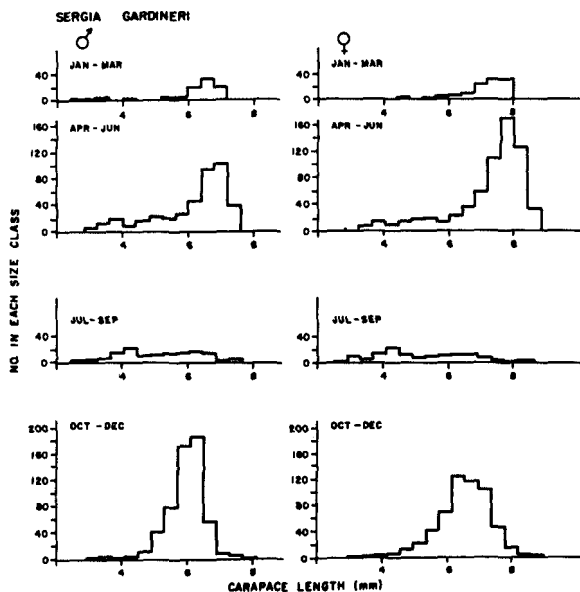 SERGIA GARDINERI
♂ ♀
JAN-MAR JAN-MAR
40 40
0 0
4 6 8 4 6 8
APR-JUN APR-JUN
160 160
120 120
80 80
40 40
0 0
4 6 8 4 6 8
JUL-SEP JUL-SEP
40 40
0 0
4 6 8 4 6 8
OCT-DEC OCT-DEC
200 200
160 160
120 120
80 80
40 40
0 0
4 6 8 4 6 8
NO. IN EACH SIZE CLASS
CARAPACE LENGTH (mm)